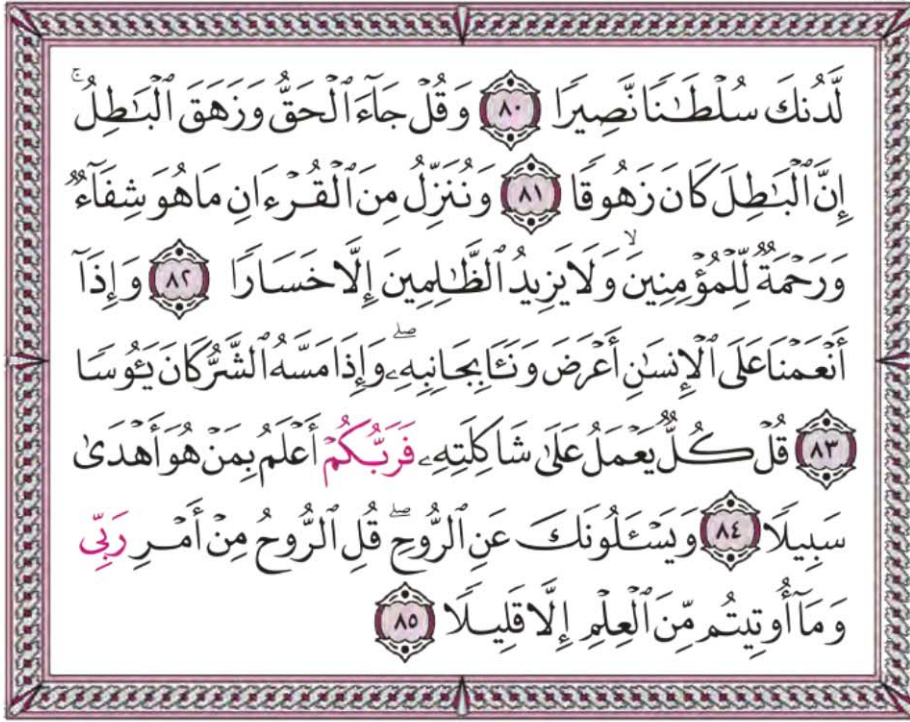 لَّدُنكَ سُلْطَـٰنًا نَّصِيرًا ٨٠ وَقُلْ جَآءَ ٱلْحَقُّ وَزَهَقَ ٱلْبَـٰطِلُ ۚ
إِنَّ ٱلْبَـٰطِلَ كَانَ زَهُوقًا ٨١ وَنُنَزِّلُ مِنَ ٱلْقُرْءَانِ مَا هُوَ شِفَآءٌ
وَرَحْمَةٌ لِّلْمُؤْمِنِينَ ۙ وَلَا يَزِيدُ ٱلظَّـٰلِمِينَ إِلَّا خَسَارًا ٨٢ وَإِذَآ
أَنْعَمْنَا عَلَى ٱلْإِنسَـٰنِ أَعْرَضَ وَنَـَٔا بِجَانِبِهِۦ ۖ وَإِذَا مَسَّهُ ٱلشَّرُّ كَانَ يَـُٔوسًا
٨٣ قُلْ كُلٌّ يَعْمَلُ عَلَىٰ شَاكِلَتِهِۦ فَرَبُّكُمْ أَعْلَمُ بِمَنْ هُوَ أَهْدَىٰ
سَبِيلًا ٨٤ وَيَسْـَٔلُونَكَ عَنِ ٱلرُّوحِ ۖ قُلِ ٱلرُّوحُ مِنْ أَمْرِ رَبِّى
وَمَآ أُوتِيتُم مِّنَ ٱلْعِلْمِ إِلَّا قَلِيلًا ٨٥